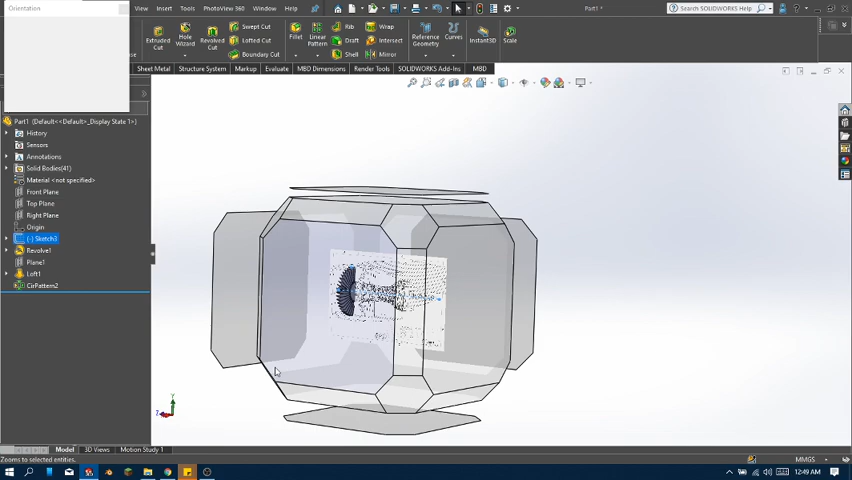 Orientation
View
Insert
Tools
PhotoView 360
Window
Help
Part1 *
Search SOLIDWORKS Help
Extruded
Cut
Hole
Wizard
Revolved
Cut
Swept Cut
Lofted Cut
Boundary Cut
Fillet
Linear
Pattern
Rib
Draft
Shell
Wrap
Intersect
Mirror
Reference
Geometry
Curves
Instant3D
Scale
Sheet Metal
Structure System
Markup
Evaluate
MBD Dimensions
Render Tools
SOLIDWORKS Add-Ins
MBD
Part1 (Default<<Default>_Display State 1>)
History
Sensors
Annotations
Solid Bodies(41)
Material <not specified>
Front Plane
Top Plane
Right Plane
Origin
(-) Sketch3
Revolve1
Plane1
Loft1
CirPattern2
Y
Z
Model
3D Views
Motion Study 1
Zooms to selected entities.
MMGS
12:49 AM